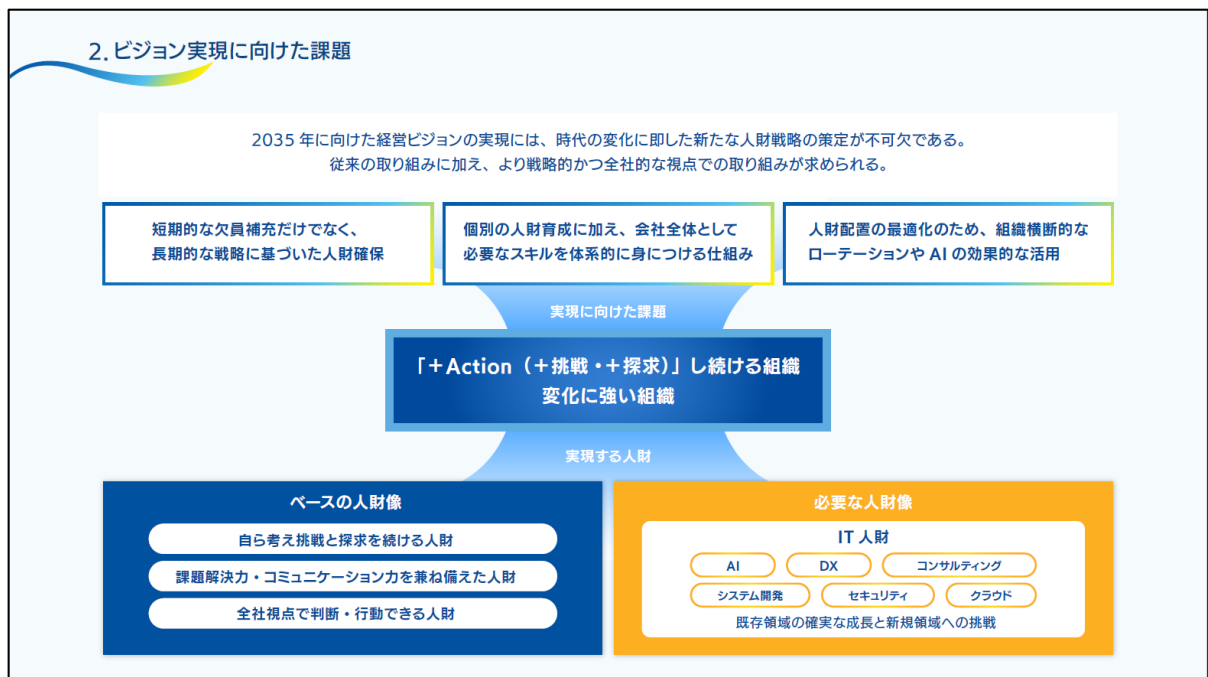 2. ビジョン実現に向けた課題
2035 年に向けた経営ビジョンの実現には、時代の変化に即した新たな人財戦略の策定が不可欠である。
従来の取り組みに加え、より戦略的かつ全社的な視点での取り組みが求められる。
短期的な欠員補充だけでなく、
長期的な戦略に基づいた人財確保
個別の人財育成に加え、会社全体として
必要なスキルを体系的に身につける仕組み
人財配置の最適化のため、組織横断的な
ローテーションや AI の効果的な活用
実現に向けた課題
「+Action(+挑戦・+探求)」し続ける組織
変化に強い組織
実現する人財
ベースの人財像
自ら考え挑戦と探求を続ける人財
課題解決力・コミュニケーション力を兼ね備えた人財
全社視点で判断・行動できる人財
必要な人財像
IT 人財
AI
DX
コンサルティング
システム開発
セキュリティ
クラウド
既存領域の確実な成長と新規領域への挑戦